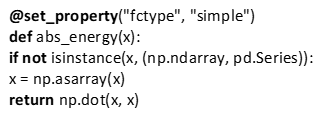 @set_property("fctype", "simple")
def abs_energy(x):
if not isinstance(x, (np.ndarray, pd.Series)):
x = np.asarray(x)
return np.dot(x, x)